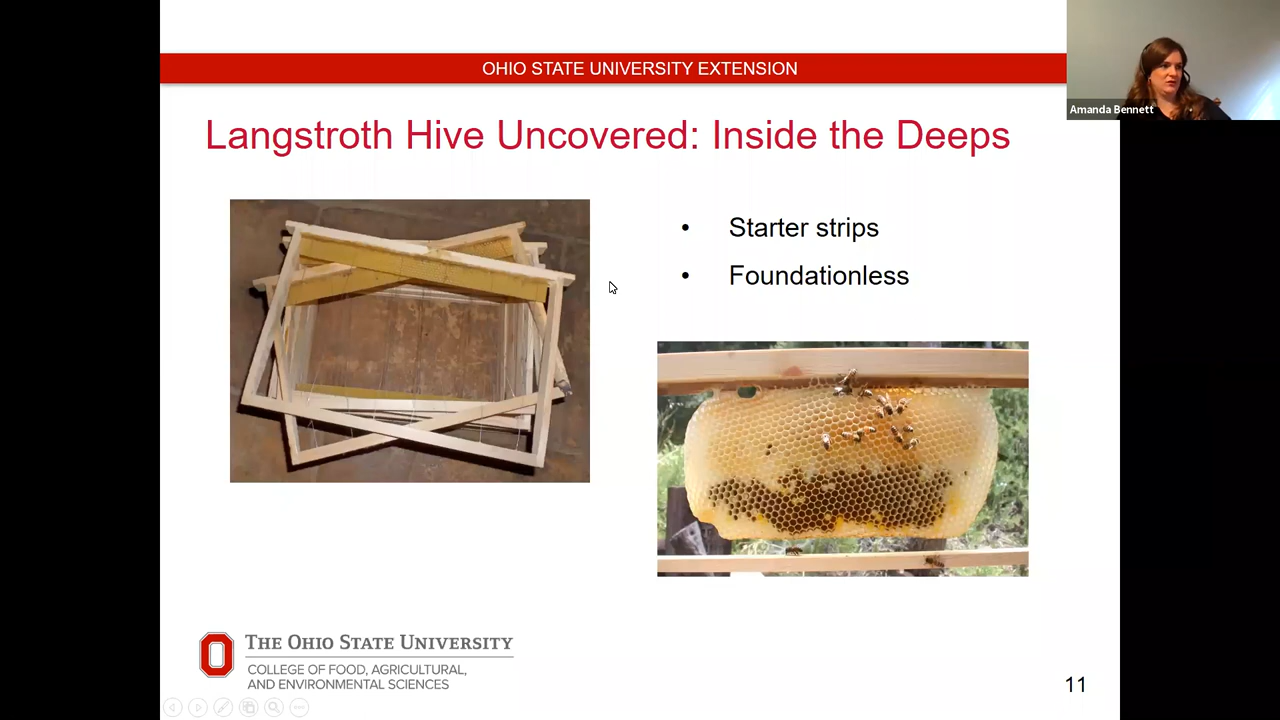 OHIO STATE UNIVERSITY EXTENSION
Amanda Bennett
Langstroth Hive Uncovered: Inside the Deeps
• Starter strips
• Foundationless
THE OHIO STATE UNIVERSITY
COLLEGE OF FOOD, AGRICULTURAL,
AND ENVIRONMENTAL SCIENCES
11